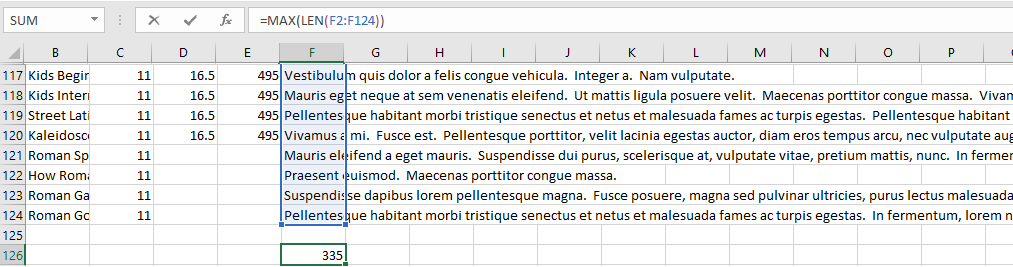 SUM fx =MAX(LEN(F2:F124))
B C D E F G H I J K L M N O P
117 Kids Begir 11 16.5 495 Vestibulum quis dolor a felis congue vehicula. Integer a. Nam vulputate.
118 Kids Inter 11 16.5 495 Mauris eget neque at sem venenatis eleifend. Ut mattis ligula posuere velit. Maecenas porttitor congue massa. Vivam
119 Street Lati 11 16.5 495 Pellentesque habitant morbi tristique senectus et netus et malesuada fames ac turpis egestas. Pellentesque habitant
120 Kaleidosco 11 16.5 495 Vivamus a mi. Fusce est. Pellentesque porttitor, velit lacinia egestas auctor, diam eros tempus arcu, nec vulputate aug
121 Roman Sp 11 Mauris eleifend a eget mauris. Suspendisse dui purus, scelerisque at, vulputate vitae, pretium mattis, nunc. In fermen
122 How Roma 11 Praesent euismod. Maecenas porttitor congue massa.
123 Roman Ga 11 Suspendisse dapibus lorem pellentesque magna. Fusce posuere, magna sed pulvinar ultricies, purus lectus malesuada
124 Roman Go 11 Pellentesque habitant morbi tristique senectus et netus et malesuada fames ac turpis egestas. In fermentum, lorem n
125
126 335